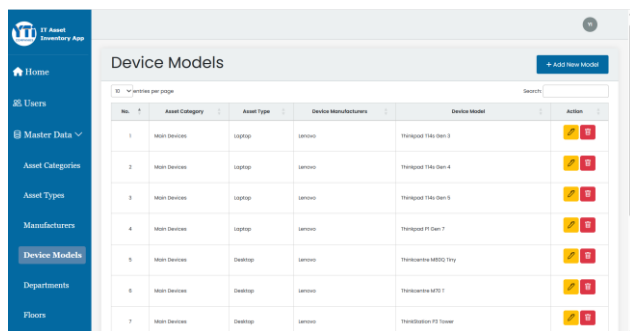 YTI
IT Asset
Inventory App
Home
Users
Master Data
Asset Categories
Asset Types
Manufacturers
Device Models
Departments
Floors
Device Models
+ Add New Model
10 entries per page
Search:
No. Asset Category Asset Type Device Manufacturers Device Model Action
1 Main Devices Laptop Lenovo Thinkpad T14s Gen 3
2 Main Devices Laptop Lenovo Thinkpad T14s Gen 4
3 Main Devices Laptop Lenovo Thinkpad T14s Gen 5
4 Main Devices Laptop Lenovo Thinkpad P1 Gen 7
5 Main Devices Desktop Lenovo Thinkcentre M80Q Tiny
6 Main Devices Desktop Lenovo Thinkcentre M70 T
7 Main Devices Desktop Lenovo ThinkStation P3 Tower